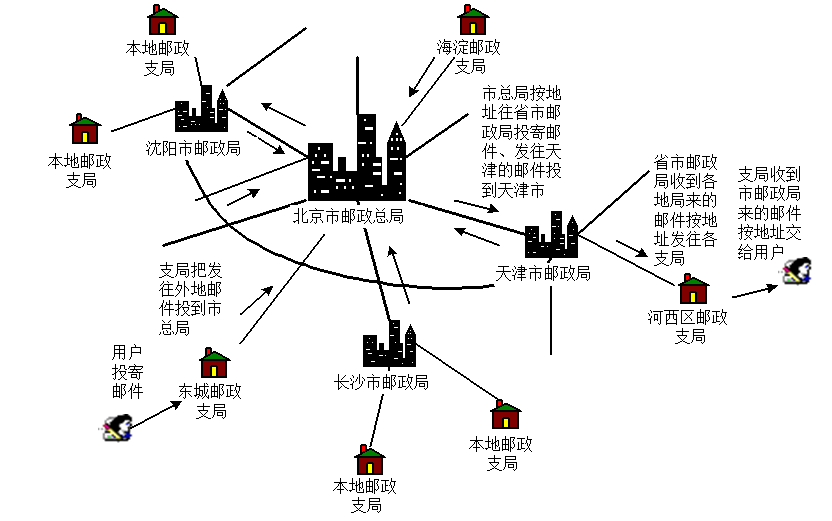 本地邮政
支局
海淀邮政
支局
市总局按地
址往省市邮
政局投寄邮
件、发往天
津的邮件投
到天津市
沈阳市邮政局
本地邮政
支局
省市邮政
局收到各
地局来的
邮件按地
址发往各
支局
支局收到
市邮政局
来的邮件
按地址交
给用户
北京市邮政总局
天津市邮政局
支局把发
往外地邮
件投到市
总局
河西区邮政
支局
用户
投寄
邮件
东城邮政
支局
长沙市邮政局
本地邮政
支局
本地邮政
支局